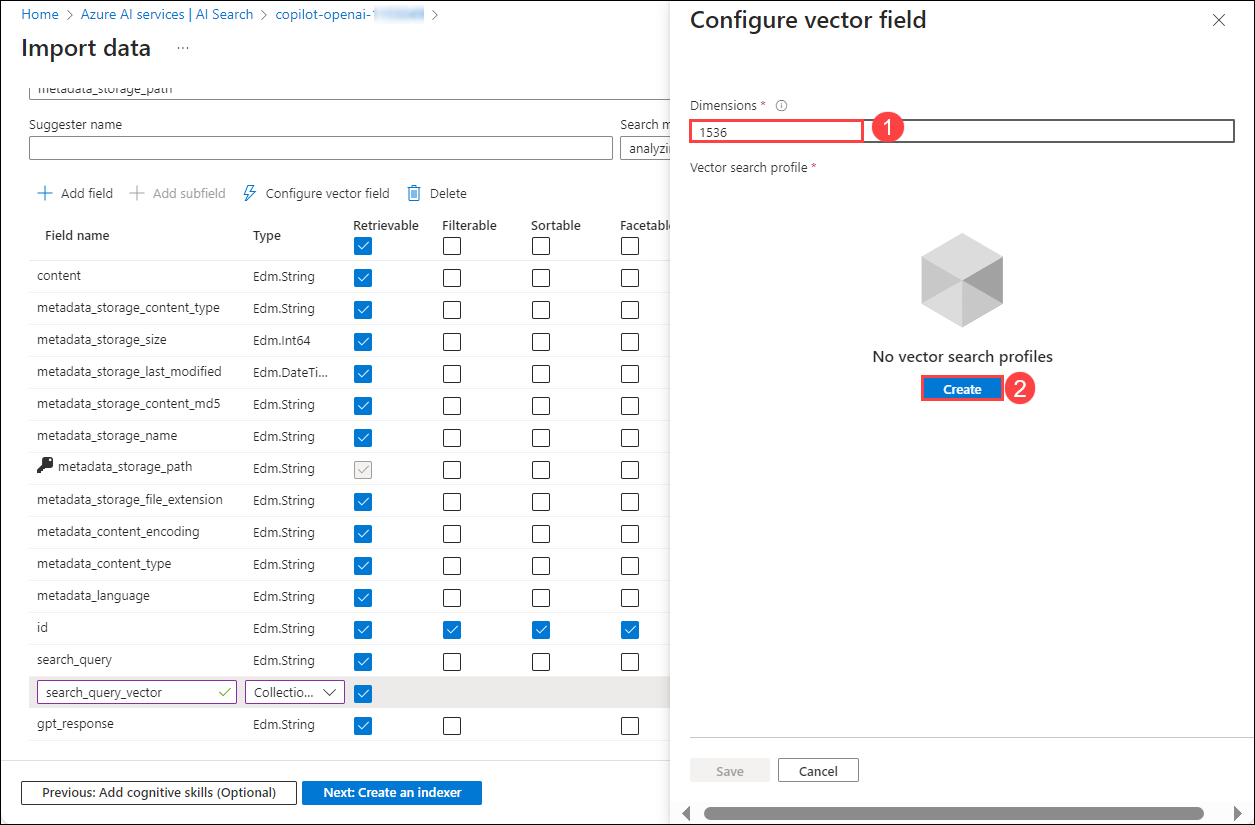 Home > Azure AI services | AI Search > copilot-openai- >
Import data ...
metadata_storage_path
Suggester name
Search m
analyzi
Add field
Add subfield
Configure vector field
Delete
Field name Type Retrievable Filterable Sortable Facetabl
content Edm.String
metadata_storage_content_type Edm.String
metadata_storage_size Edm.Int64
metadata_storage_last_modified Edm.DateTi...
metadata_storage_content_md5 Edm.String
metadata_storage_name Edm.String
metadata_storage_path Edm.String
metadata_storage_file_extension Edm.String
metadata_content_encoding Edm.String
metadata_content_type Edm.String
metadata_language Edm.String
id Edm.String
search_query Edm.String
search_query_vector Collectio...
gpt_response Edm.String
Previous: Add cognitive skills (Optional)
Next: Create an indexer
Configure vector field
Dimensions *
1536
1
Vector search profile *
No vector search profiles
Create
2
Save
Cancel